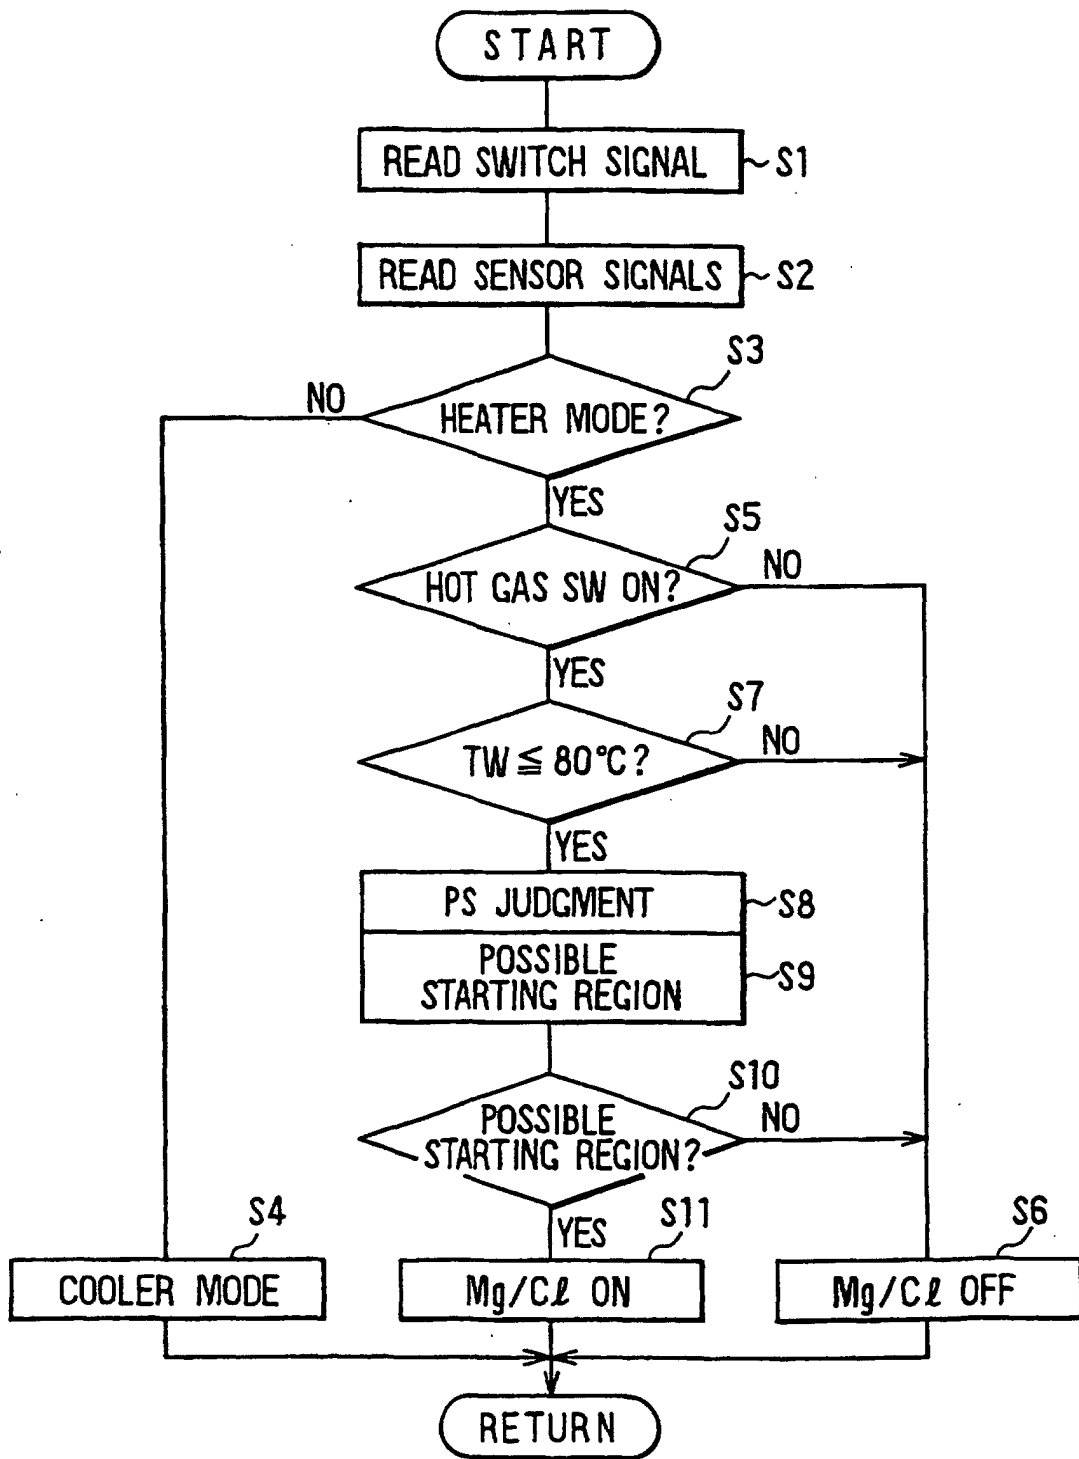 START
READ SWITCH SIGNAL
S1
READ SENSOR SIGNALS
S2
S3
NO
HEATER MODE?
YES
S5
HOT GAS SW ON?
NO
YES
S7
TW ≦ 80°C?
NO
YES
PS JUDGMENT
S8
POSSIBLE
STARTING REGION
S9
S10
POSSIBLE
STARTING REGION?
NO
YES
S4
S11
S6
COOLER MODE
Mg/Cℓ ON
Mg/Cℓ OFF
RETURN